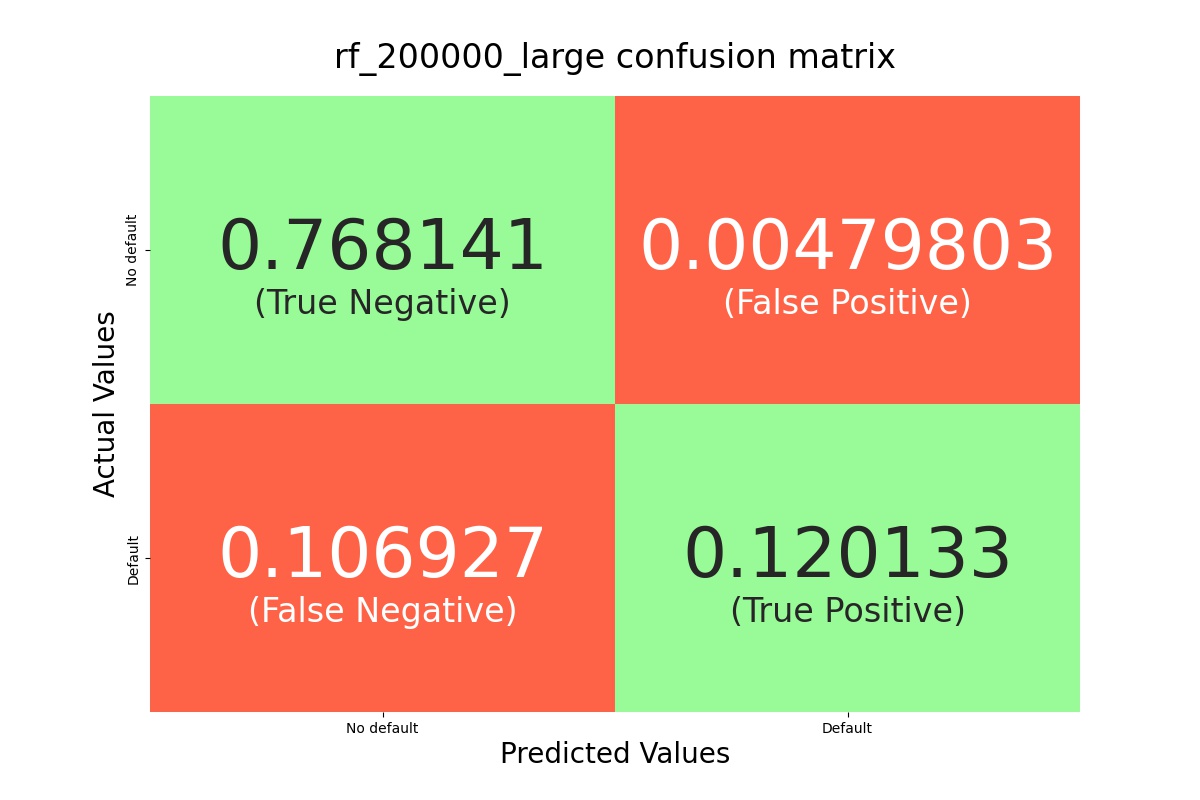 rf_200000_large confusion matrix
Actual Values
No default
0.768141
(True Negative)
0.00479803
(False Positive)
Default
0.106927
(False Negative)
0.120133
(True Positive)
No default
Default
Predicted Values